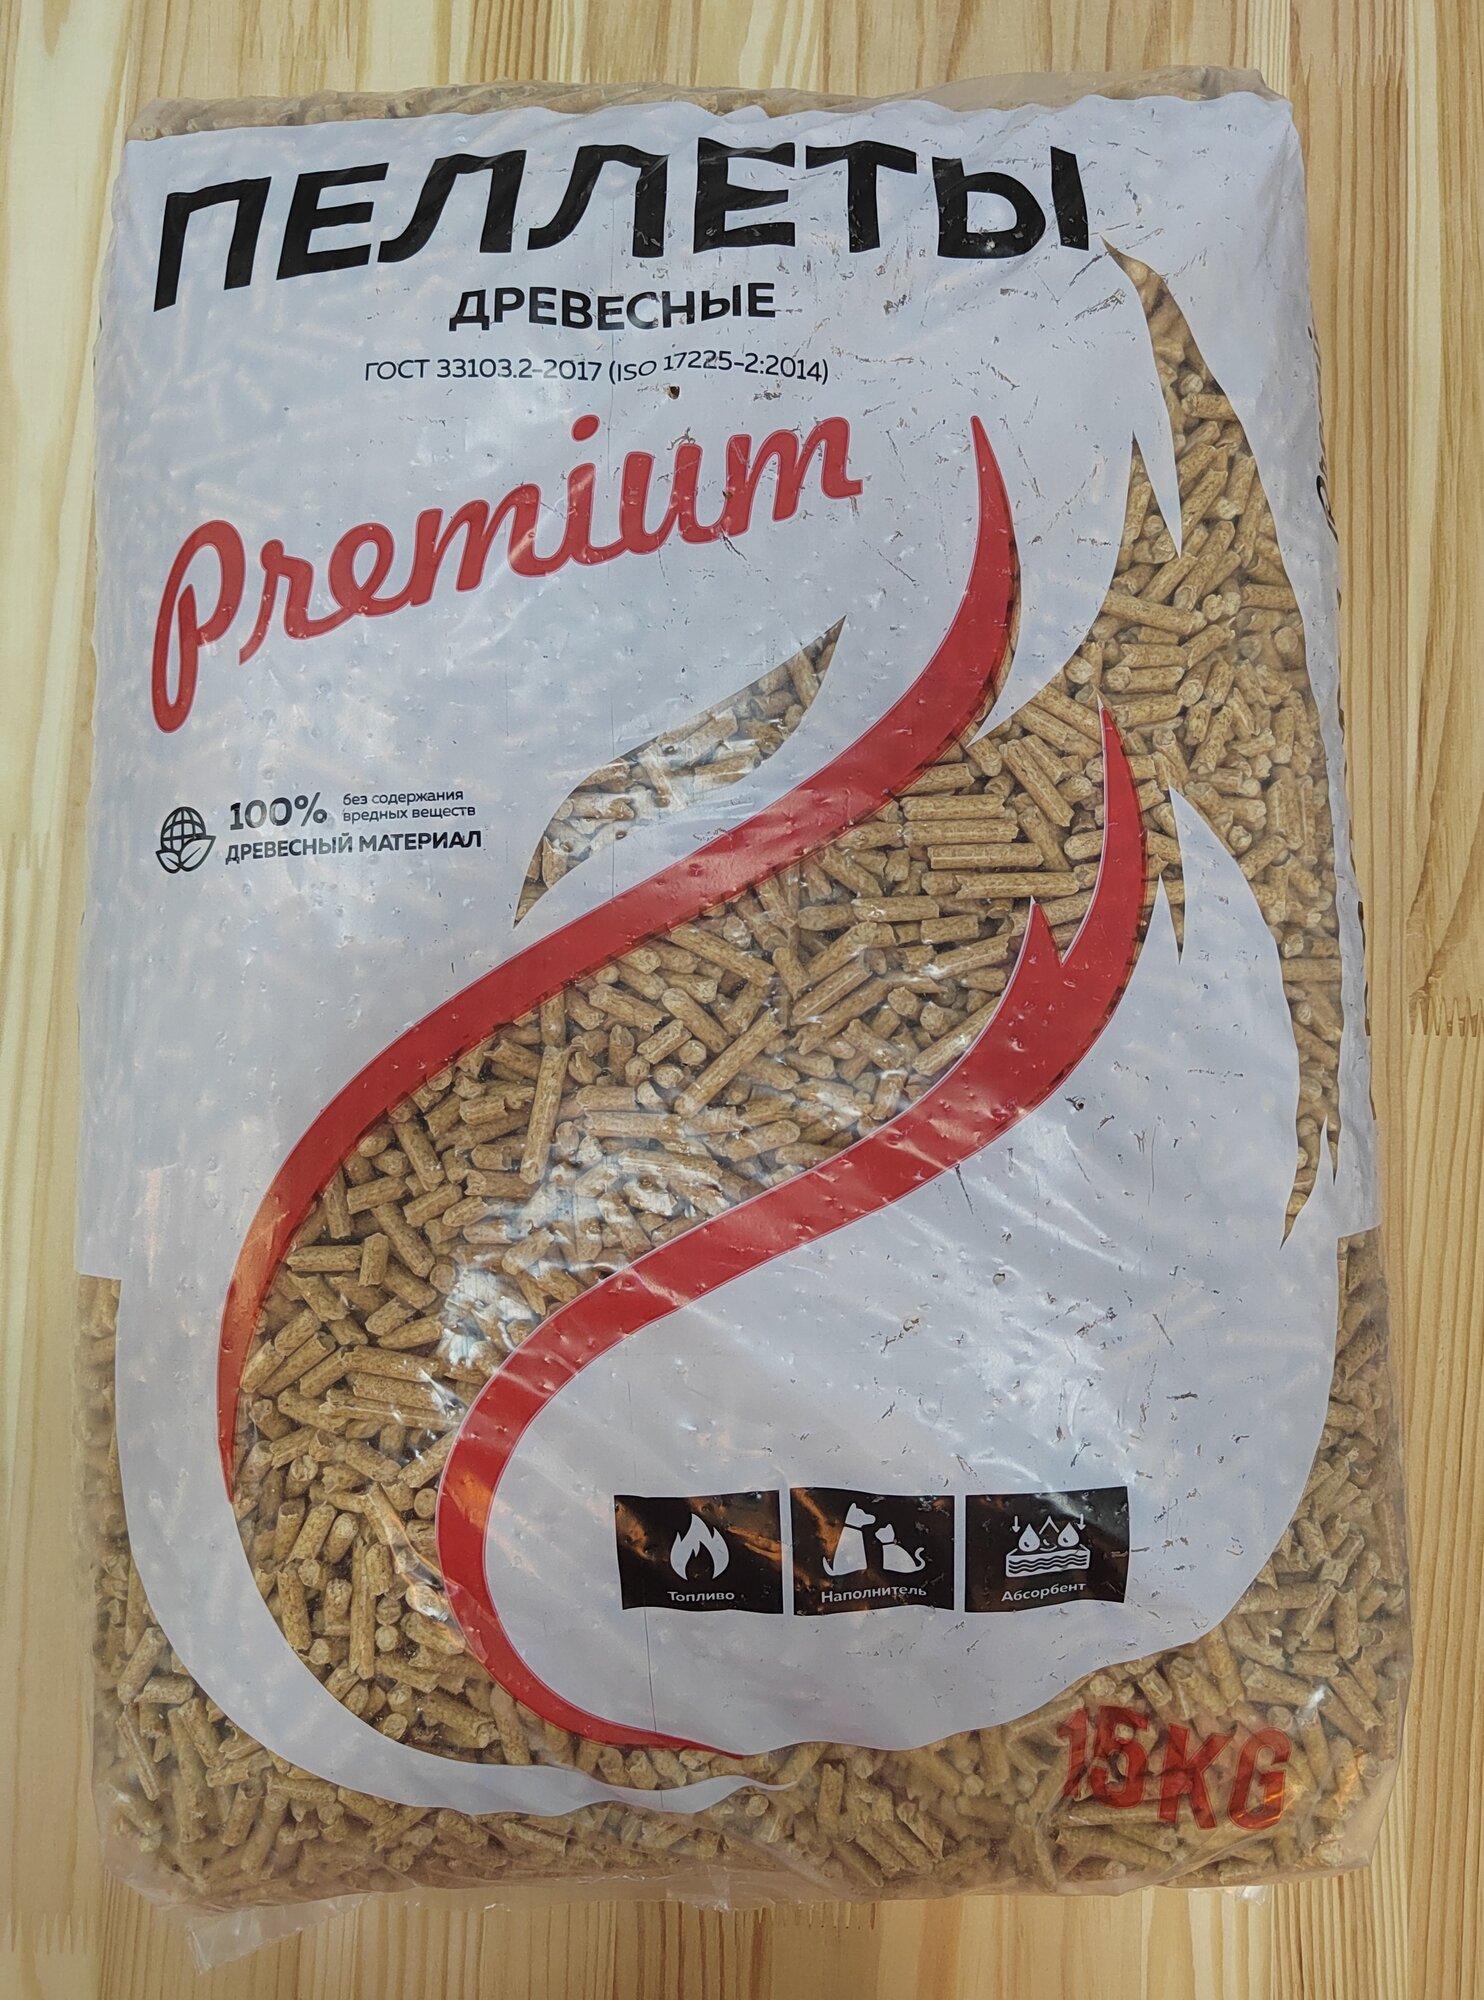 ПЕЛЛЕТЫ
ДРЕВЕСНЫЕ
ГОСТ 33103.2-2017 (ISO 17225-2:2014)
Premium
100% без содержания
вредных веществ
ДРЕВЕСНЫЙ МАТЕРИАЛ
Топливо
Наполнитель
Абсорбент
15KG